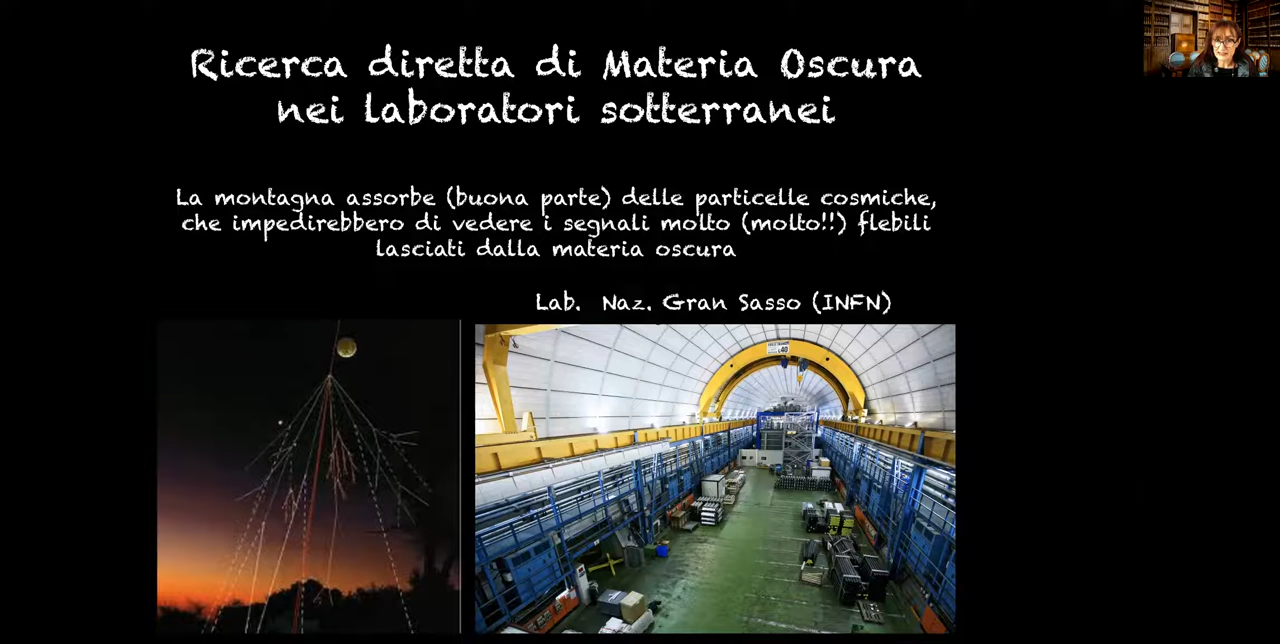 Ricerca diretta di Materia Oscura
nei laboratori sotterranei
La montagna assorbe (buona parte) delle particelle cosmiche,
che impedirebbero di vedere i segnali molto (molto!!) flebili
lasciati dalla materia oscura
Lab. Naz. Gran Sasso (INFN)